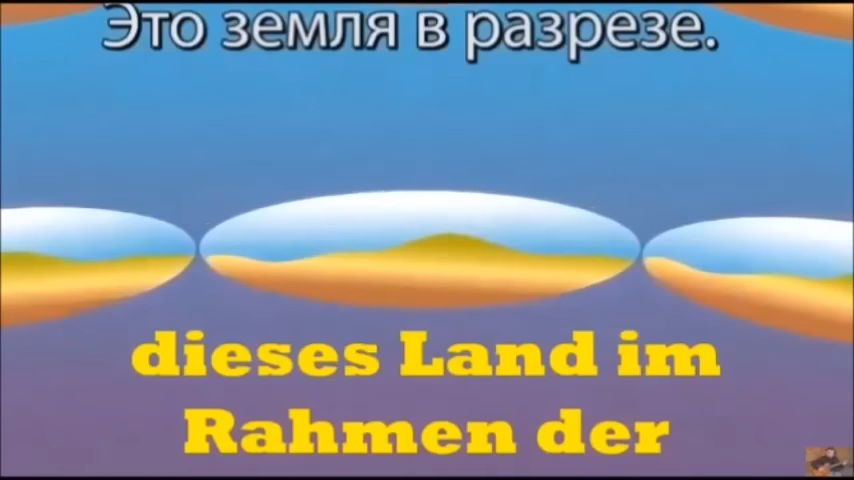 Это земля в разрезе.
dieses Land im
Rahmen der